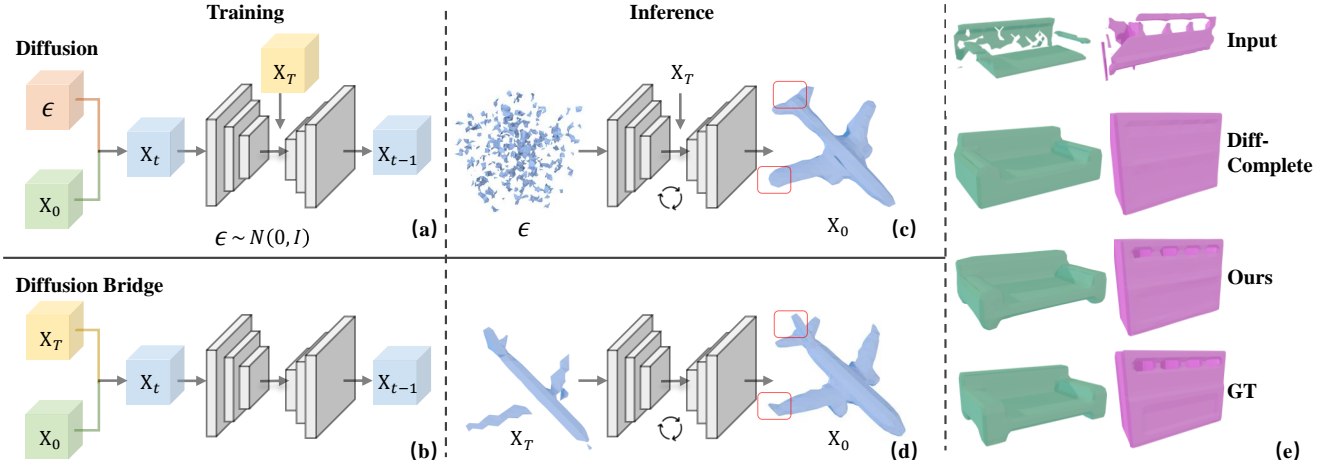 Training
Inference
Diffusion
ϵ
X_0
X_t
X_T
X_{t−1}
ϵ ~ N(0, I)
(a)
ϵ
X_T
X_0
(c)
Diffusion Bridge
X_T
X_0
X_t
X_{t−1}
(b)
X_T
X_0
(d)
Input
Diff-
Complete
Ours
GT
(e)